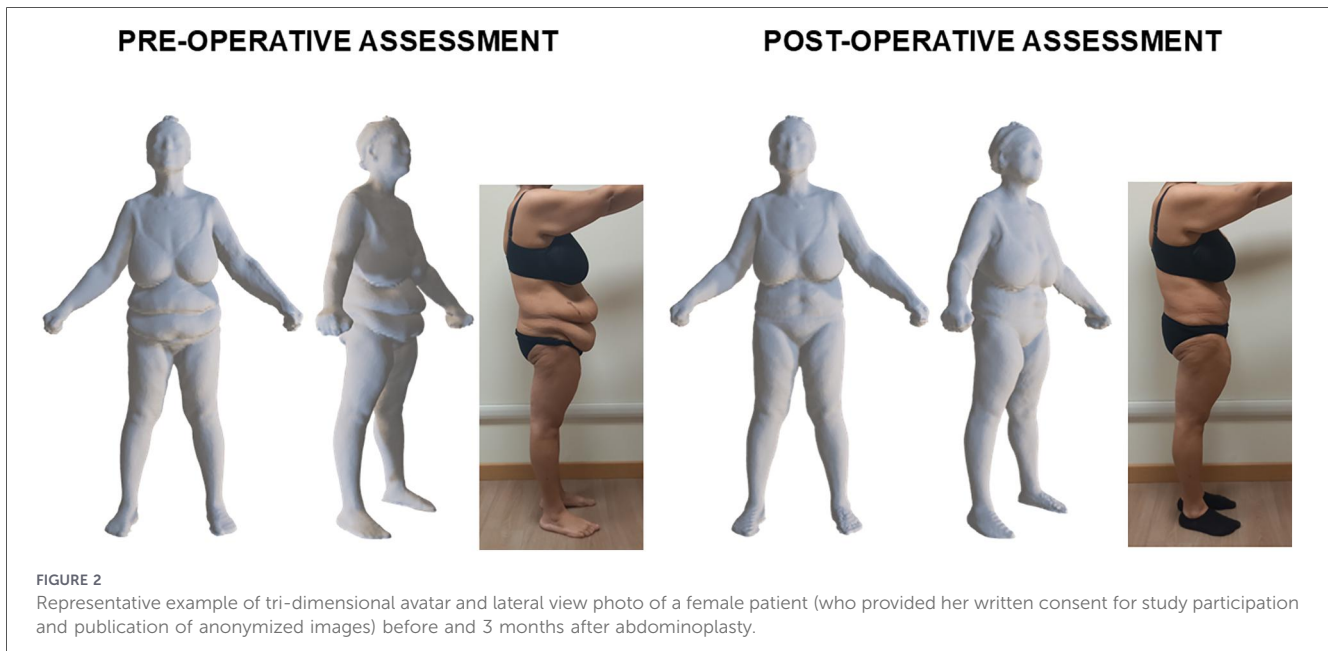 PRE-OPERATIVE ASSESSMENT
POST-OPERATIVE ASSESSMENT
FIGURE 2
Representative example of tri-dimensional avatar and lateral view photo of a female patient (who provided her written consent for study participation
and publication of anonymized images) before and 3 months after abdominoplasty.